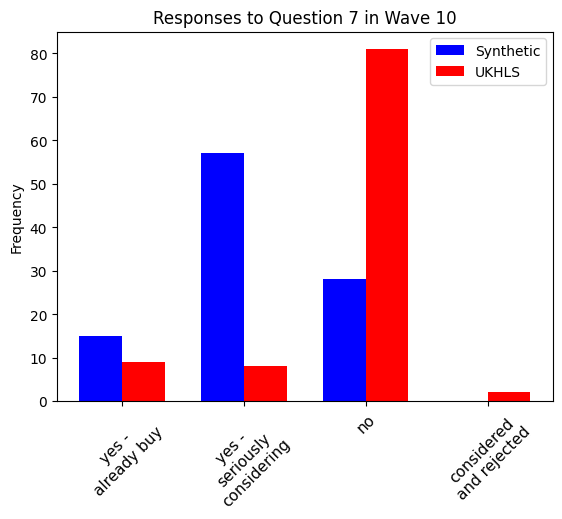 Responses to Question 7 in Wave 10
Synthetic
UKHLS
Frequency
80
70
60
50
40
30
20
10
0
yes -
already buy
yes -
seriously
considering
no
considered
and rejected